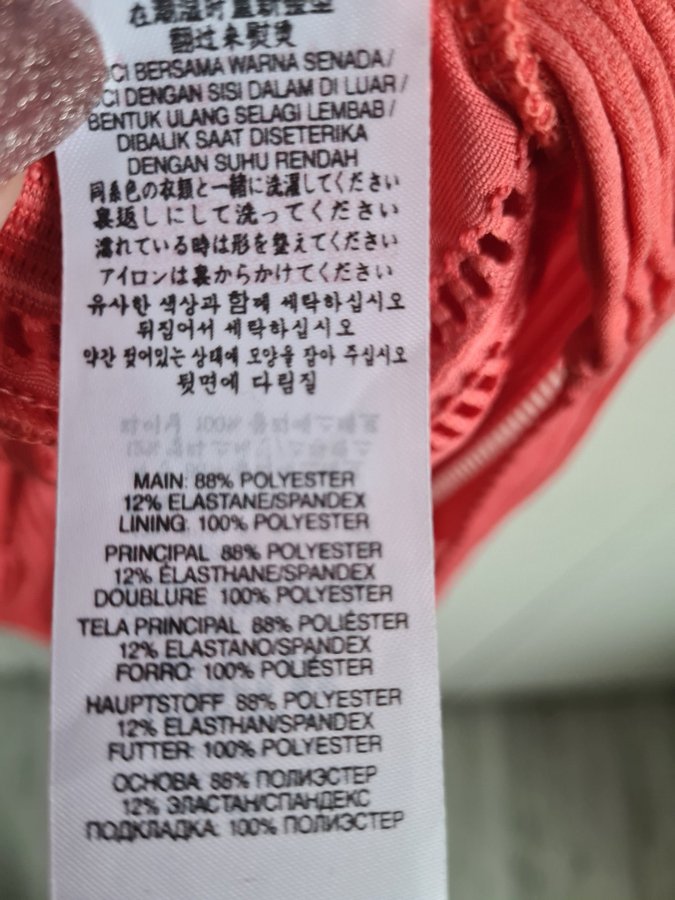 在潮湿时重新整型
翻过来熨烫
CI BERSAMA WARNA SENADA/
CI DENGAN SISI DALAM DI LUAR/
BENTUK ULANG SELAGI LEMBAB/
DIBALIK SAAT DISETERIKA
DENGAN SUHU RENDAH
同系色の衣類と一緒に洗濯してください
裏返しにして洗ってください
濡れている時は形を整えてください
アイロンは裏からかけてください
유사한 색상과 함께 세탁하십시오
뒤집어서 세탁하십시오
약간 젖어있는 상태에 모양을 잡아 주십시오
뒷면에 다림질
MAIN: 88% POLYESTER
12% ELASTANE/SPANDEX
LINING: 100% POLYESTER
PRINCIPAL 88% POLYESTER
12% ÉLASTHANE/SPANDEX
DOUBLURE 100% POLYESTER
TELA PRINCIPAL 88% POLIÉSTER
12% ELASTANO/SPANDEX
FORRO: 100% POLIÉSTER
HAUPTSTOFF 88% POLYESTER
12% ELASTHAN/SPANDEX
FUTTER: 100% POLYESTER
ОСНОВА: 88% ПОЛИЭСТЕР
12% ЭЛАСТАН/СПАНДЕКС
ПОДКЛАДКА: 100% ПОЛИЭСТЕР